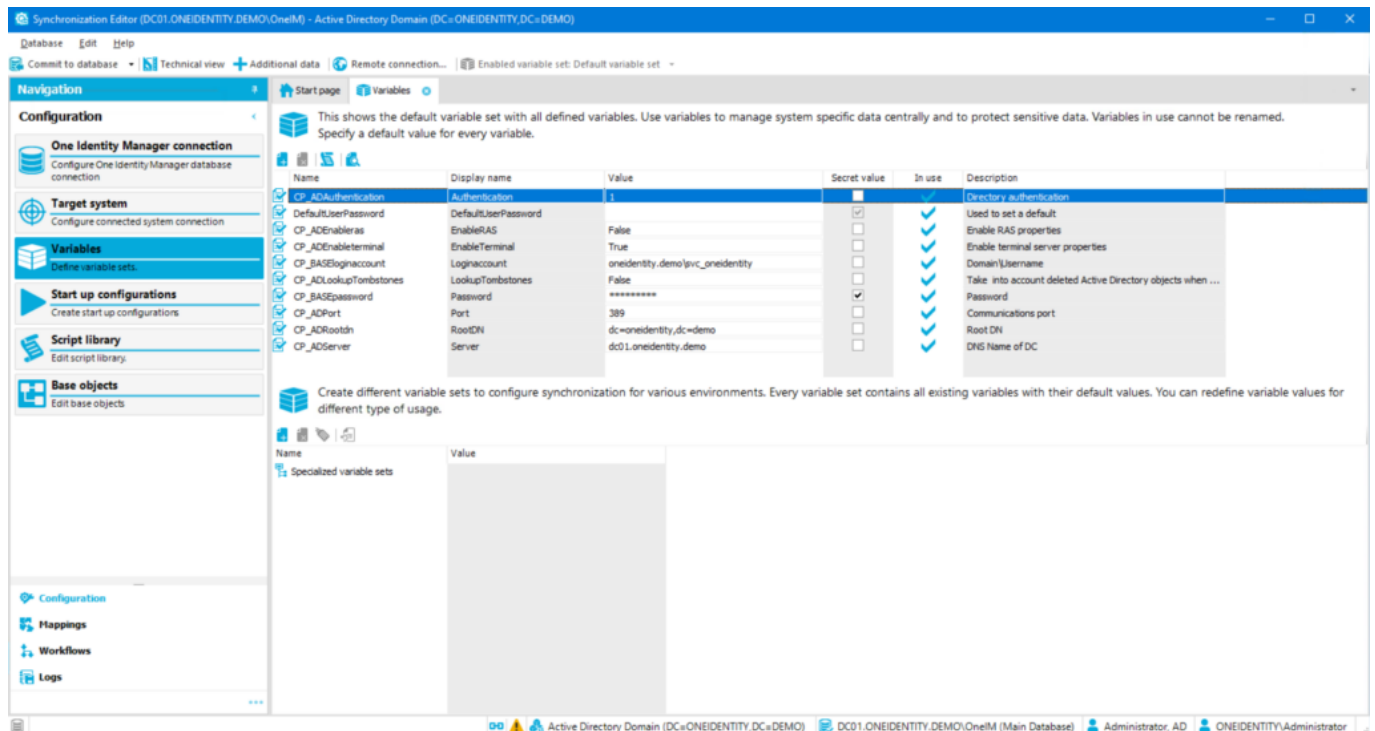 Synchronization Editor (DC01.ONEIDENTITY.DEMO\OneIM) - Active Directory Domain (DC=ONEIDENTITY,DC=DEMO)
Database Edit Help
Commit to database Technical view Additional data Remote connection... Enabled variable set: Default variable set
Navigation
Configuration
One Identity Manager connection
Configure One Identity Manager database
connection
Target system
Configure connected system connection
Variables
Define variable sets.
Start up configurations
Create start up configurations
Script library
Edit script library.
Base objects
Edit base objects
Configuration
Mappings
Workflows
Logs
Start page Variables
This shows the default variable set with all defined variables. Use variables to manage system specific data centrally and to protect sensitive data. Variables in use cannot be renamed.
Specify a default value for every variable.
Name Display name Value Secret value In use Description
CP_ADAuthentication Authentication 1 Directory authentication
DefaultUserPassword DefaultUserPassword Used to set a default
CP_ADEnableras EnableRAS False Enable RAS properties
CP_ADEnableterminal EnableTerminal True Enable terminal server properties
CP_BASEloginaccount Loginaccount oneidentity.demo\svc_oneidentity Domain\Username
CP_ADLookupTombstones LookupTombstones False Take into account deleted Active Directory objects when ...
CP_BASEpassword Password ********* Password
CP_ADPort Port 389 Communications port
CP_ADRootdn RootDN dc=oneidentity,dc=demo Root DN
CP_ADServer Server dc01.oneidentity.demo DNS Name of DC
Create different variable sets to configure synchronization for various environments. Every variable set contains all existing variables with their default values. You can redefine variable values for
different type of usage.
Name Value
Specialized variable sets
Active Directory Domain (DC=ONEIDENTITY,DC=DEMO) DC01.ONEIDENTITY.DEMO\OneIM (Main Database) Administrator, AD ONEIDENTITY\Administrator